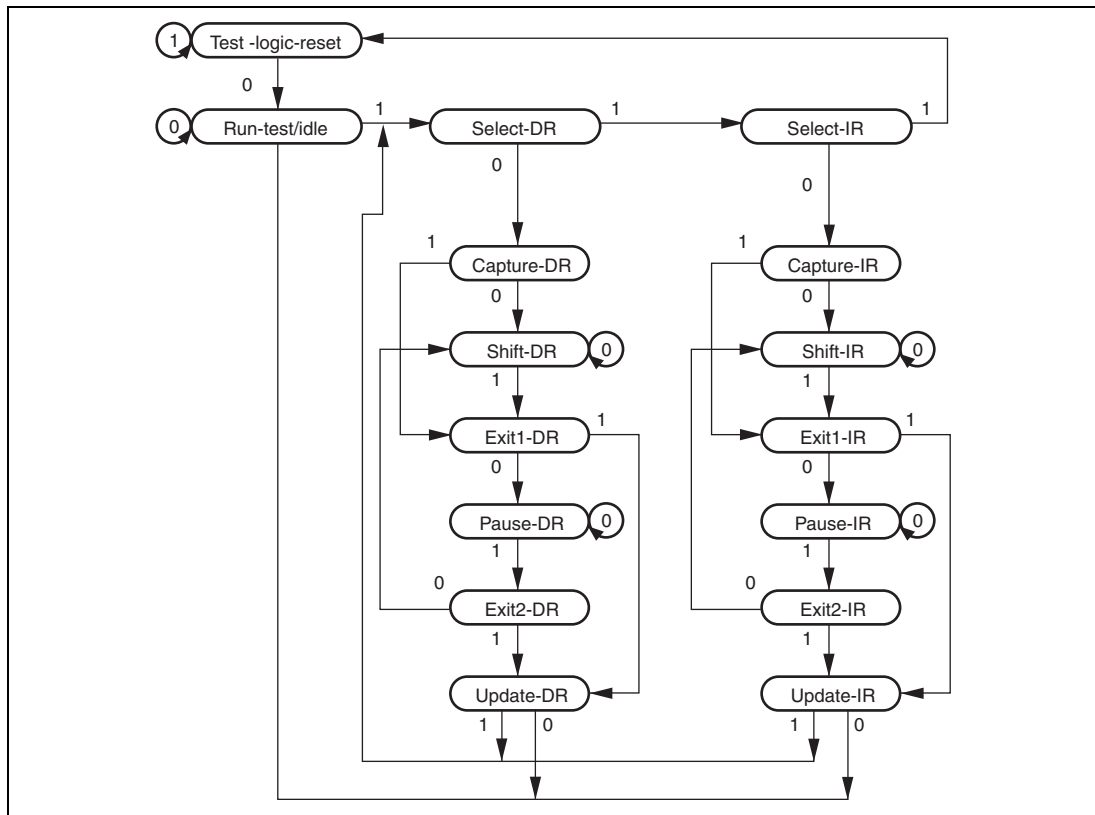 1
Test -logic-reset
0
0
Run-test/idle
1
Select-DR
1
Select-IR
1
0
0
1
Capture-DR
0
1
Capture-IR
0
Shift-DR
0
1
Shift-IR
0
1
Exit1-DR
1
0
Exit1-IR
1
0
Pause-DR
0
1
Pause-IR
0
1
0
Exit2-DR
1
0
Exit2-IR
1
Update-DR
1
0
Update-IR
1
0